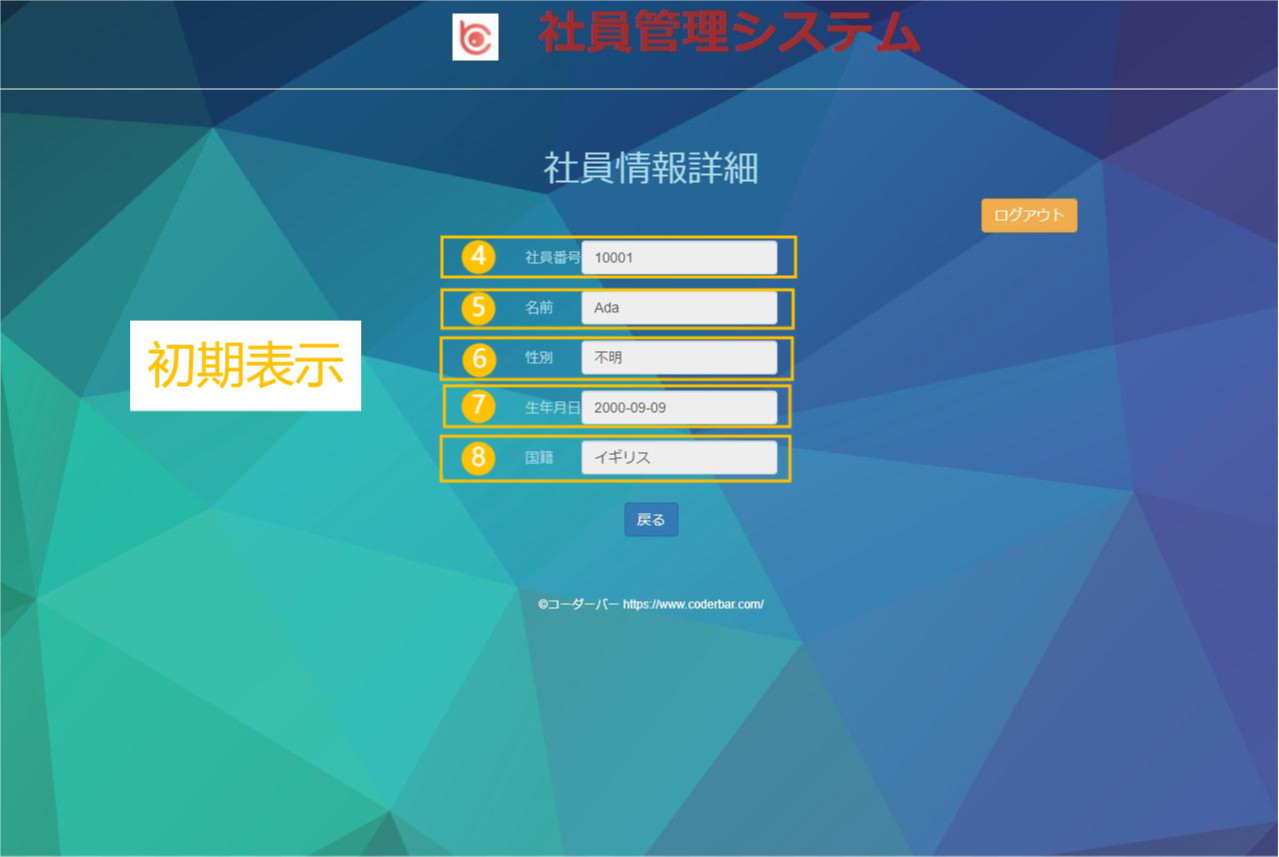 社員管理システム
社員情報詳細
ログアウト
4 社員番号 10001
5 名前 Ada
初期表示
6 性別 不明
7 生年月日 2000-09-09
8 国籍 イギリス
戻る
©コーダーバー https://www.coderbar.com/